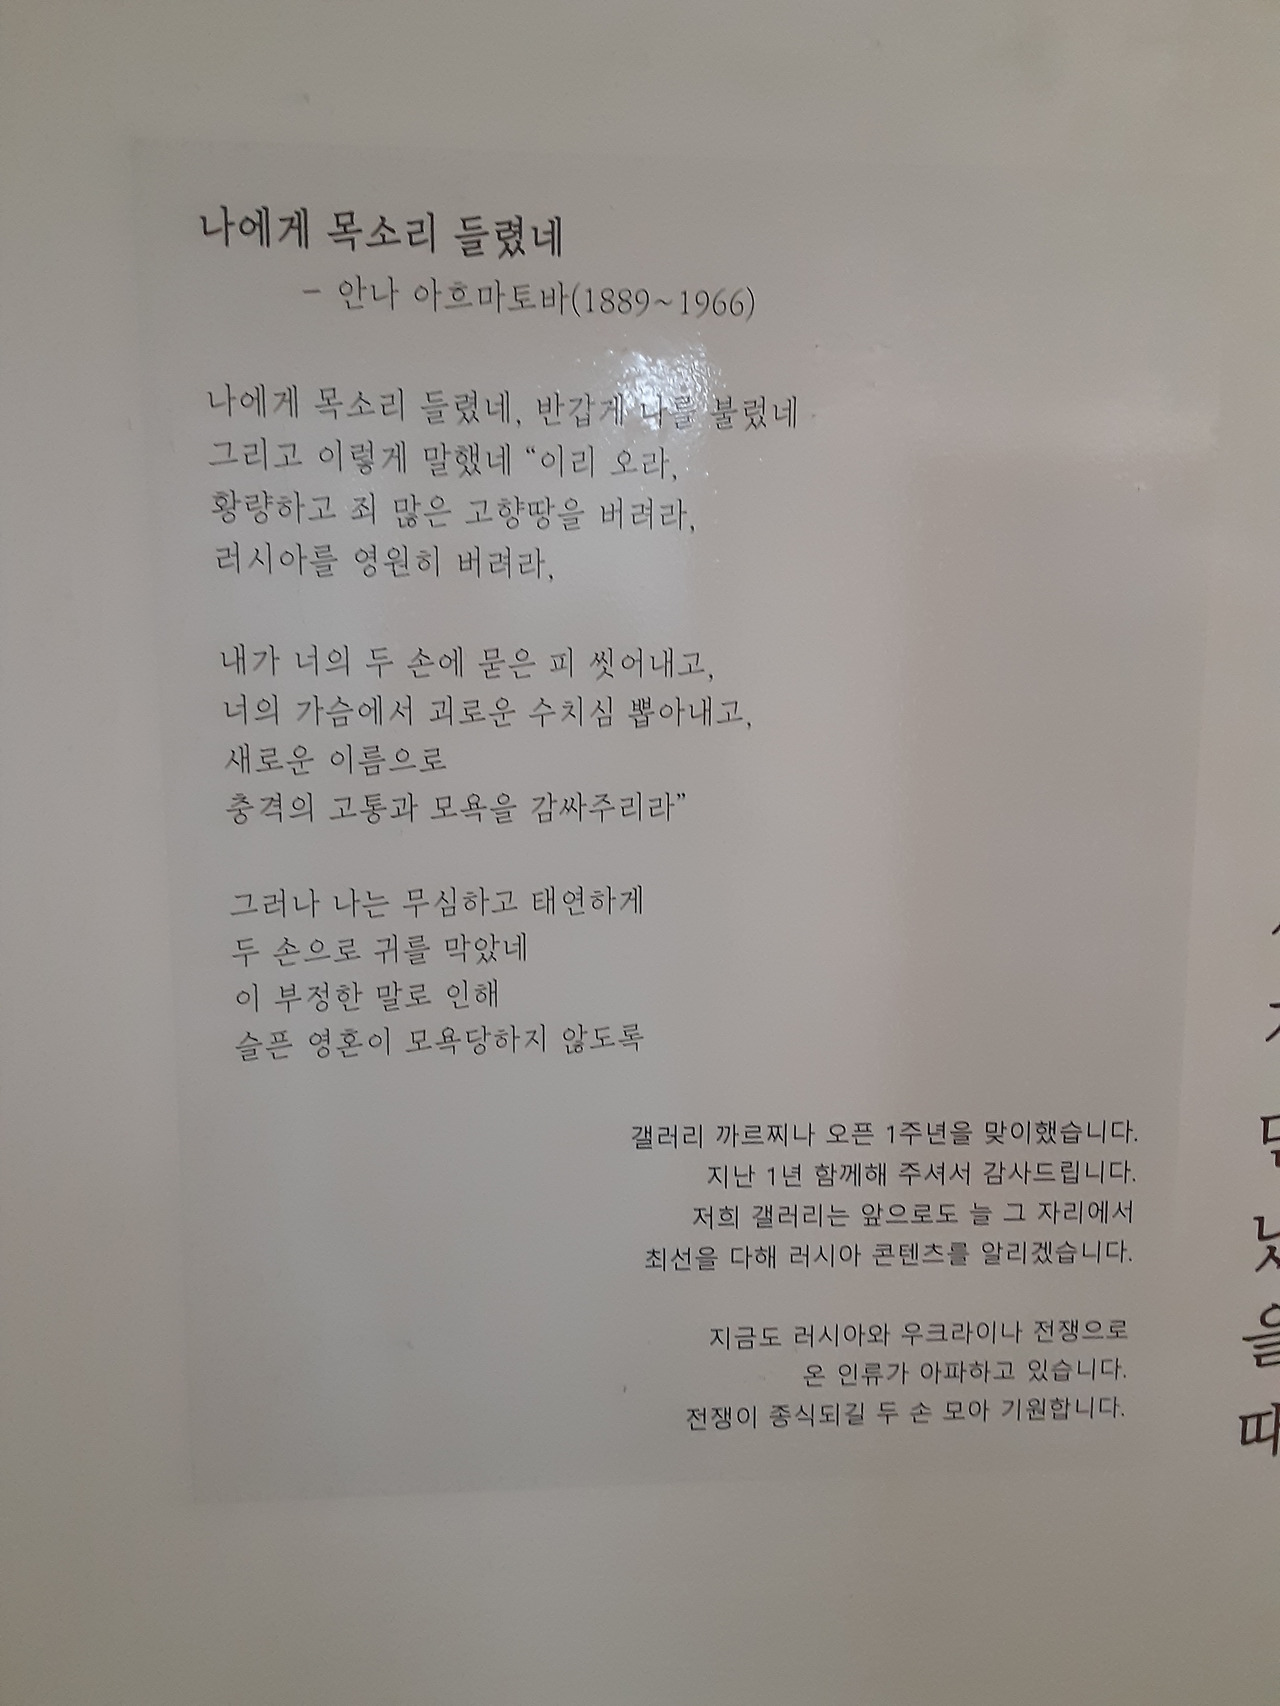 나에게 목소리 들렸네
- 안나 아흐마토바(1889~1966)
나에게 목소리 들렸네, 반갑게 나를 불렀네
그리고 이렇게 말했네 “이리 오라,
황량하고 죄 많은 고향땅을 버려라,
러시아를 영원히 버려라,
내가 너의 두 손에 묻은 피 씻어내고,
너의 가슴에서 괴로운 수치심 뽑아내고,
새로운 이름으로
충격의 고통과 모욕을 감싸주리라”
그러나 나는 무심하고 태연하게
두 손으로 귀를 막았네
이 부정한 말로 인해
슬픈 영혼이 모욕당하지 않도록
갤러리 까르찌나 오픈 1주년을 맞이했습니다.
지난 1년 함께해 주셔서 감사드립니다.
저희 갤러리는 앞으로도 늘 그 자리에서
최선을 다해 러시아 콘텐츠를 알리겠습니다.
지금도 러시아와 우크라이나 전쟁으로
온 인류가 아파하고 있습니다.
전쟁이 종식되길 두 손 모아 기원합니다.
을
때